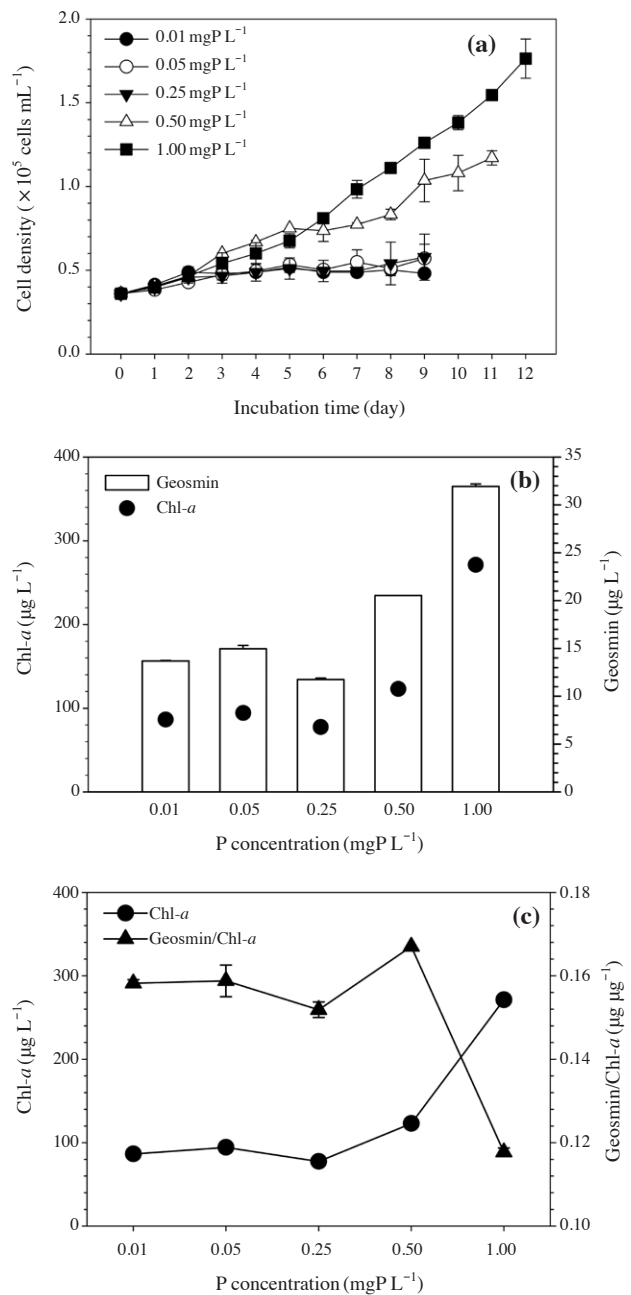 (a)
0.01 mgP L⁻¹
0.05 mgP L⁻¹
0.25 mgP L⁻¹
0.50 mgP L⁻¹
1.00 mgP L⁻¹
Cell density (×10⁵ cells mL⁻¹)
2.0
1.5
1.0
0.5
0.0
0 1 2 3 4 5 6 7 8 9 10 11 12
Incubation time (day)
(b)
Geosmin
Chl-a
Chl-a (µg L⁻¹)
400
300
200
100
0
35
30
25
20
15
10
5
0
Geosmin (µg L⁻¹)
0.01 0.05 0.25 0.50 1.00
P concentration (mgP L⁻¹)
(c)
Chl-a
Geosmin/Chl-a
Chl-a (µg L⁻¹)
400
300
200
100
0
0.18
0.16
0.14
0.12
0.10
Geosmin/Chl-a (µg µg⁻¹)
0.01 0.05 0.25 0.50 1.00
P concentration (mgP L⁻¹)